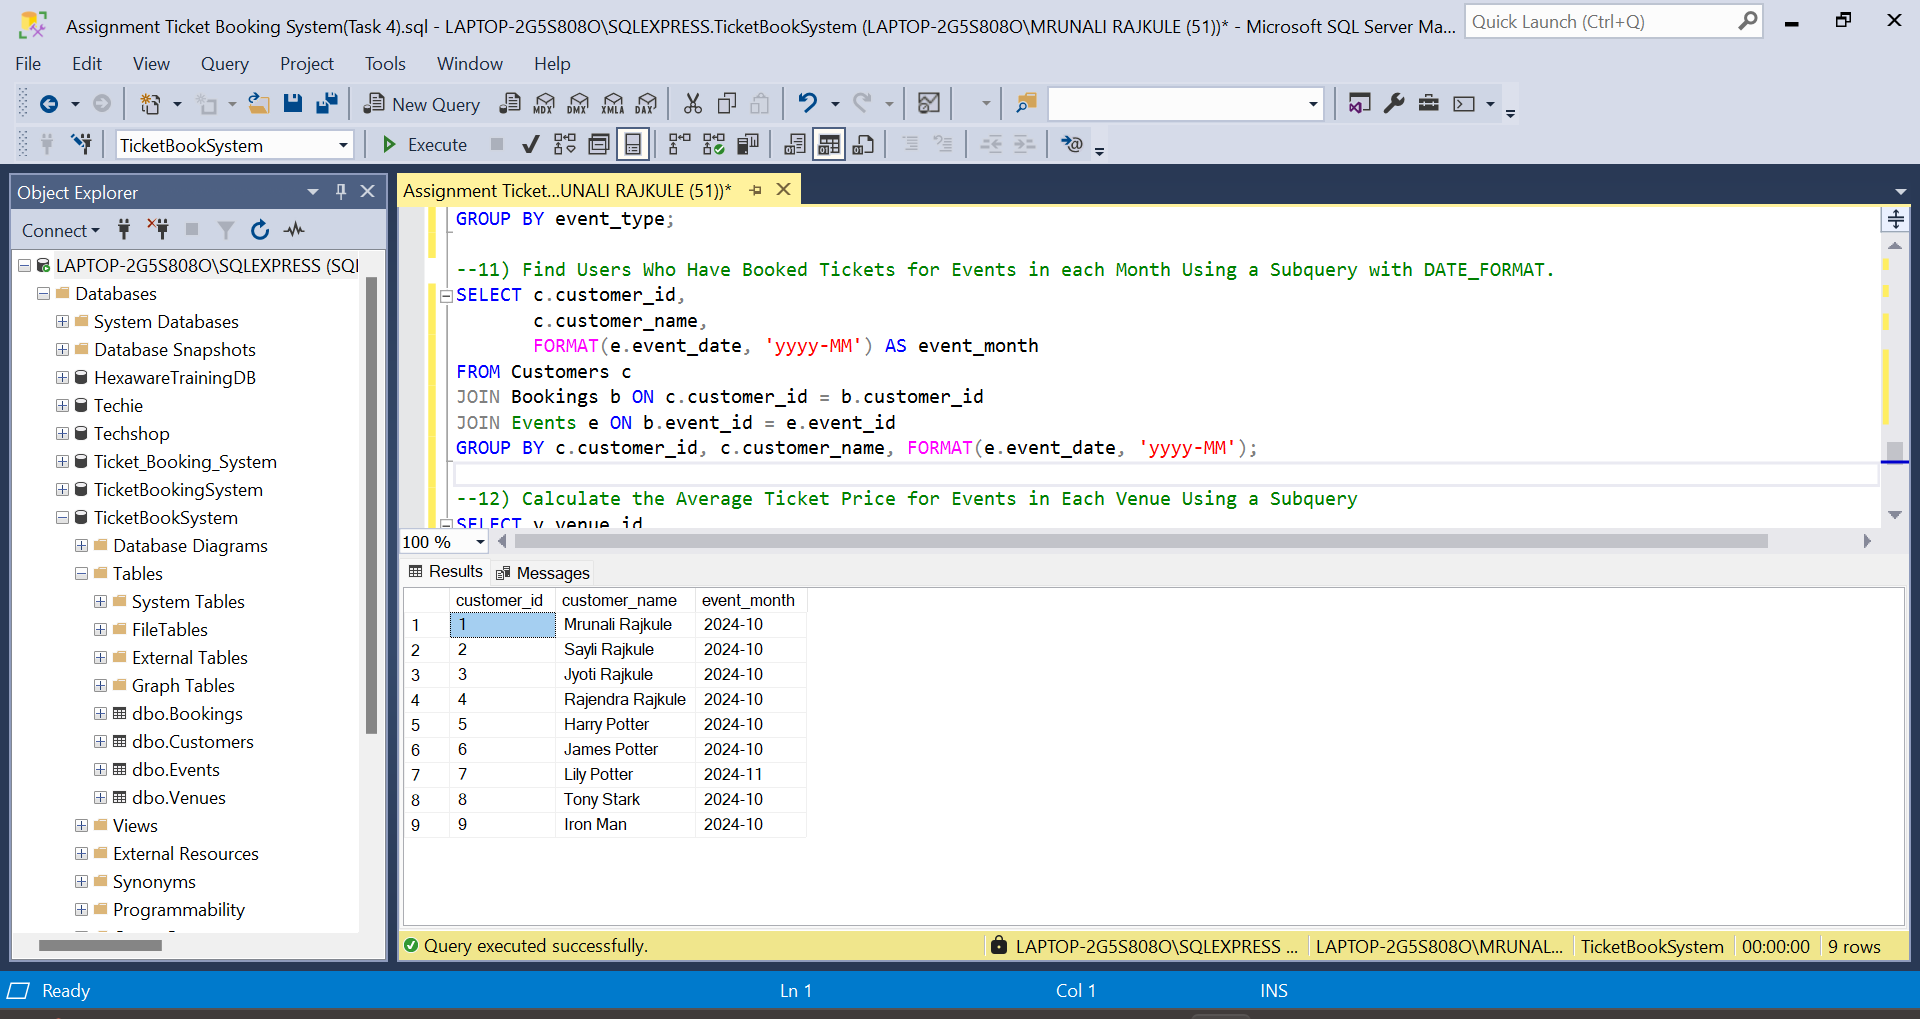 Assignment Ticket Booking System(Task 4).sql - LAPTOP-2G5S808O\SQLEXPRESS.TicketBookSystem (LAPTOP-2G5S808O\MRUNALI RAJKULE (51))* - Microsoft SQL Server Ma...
Quick Launch (Ctrl+Q)
File Edit View Query Project Tools Window Help
New Query MDX DMX XMLA DAX
TicketBookSystem Execute
Object Explorer
Connect
LAPTOP-2G5S808O\SQLEXPRESS (SQL
Databases
System Databases
Database Snapshots
HexawareTrainingDB
Techie
Techshop
Ticket_Booking_System
TicketBookingSystem
TicketBookSystem
Database Diagrams
Tables
System Tables
FileTables
External Tables
Graph Tables
dbo.Bookings
dbo.Customers
dbo.Events
dbo.Venues
Views
External Resources
Synonyms
Programmability
Assignment Ticket...UNALI RAJKULE (51))*
GROUP BY event_type;
--11) Find Users Who Have Booked Tickets for Events in each Month Using a Subquery with DATE_FORMAT.
SELECT c.customer_id,
c.customer_name,
FORMAT(e.event_date, 'yyyy-MM') AS event_month
FROM Customers c
JOIN Bookings b ON c.customer_id = b.customer_id
JOIN Events e ON b.event_id = e.event_id
GROUP BY c.customer_id, c.customer_name, FORMAT(e.event_date, 'yyyy-MM');
--12) Calculate the Average Ticket Price for Events in Each Venue Using a Subquery
SELECT v.venue_id
100 %
Results Messages
customer_id customer_name event_month
1 1 Mrunali Rajkule 2024-10
2 2 Sayli Rajkule 2024-10
3 3 Jyoti Rajkule 2024-10
4 4 Rajendra Rajkule 2024-10
5 5 Harry Potter 2024-10
6 6 James Potter 2024-10
7 7 Lily Potter 2024-11
8 8 Tony Stark 2024-10
9 9 Iron Man 2024-10
Query executed successfully. LAPTOP-2G5S808O\SQLEXPRESS ... LAPTOP-2G5S808O\MRUNAL... TicketBookSystem 00:00:00 9 rows
Ready Ln 1 Col 1 INS